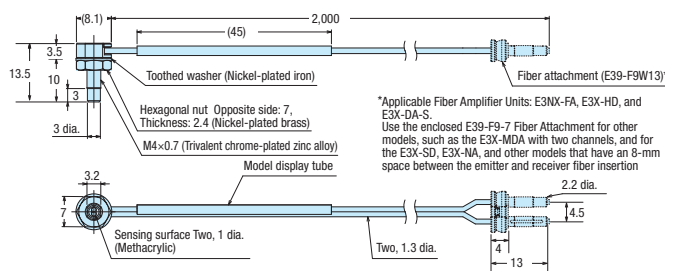 (8.1)
2,000
(45)
3.5
13.5
10
3
3 dia.
Toothed washer (Nickel-plated iron)
Fiber attachment (E39-F9W13)*
Hexagonal nut Opposite side: 7,
Thickness: 2.4 (Nickel-plated brass)
M4×0.7 (Trivalent chrome-plated zinc alloy)
*Applicable Fiber Amplifier Units: E3NX-FA, E3X-HD, and
E3X-DA-S.
Use the enclosed E39-F9-7 Fiber Attachment for other
models, such as the E3X-MDA with two channels, and for
the E3X-SD, E3X-NA, and other models that have an 8-mm
space between the emitter and receiver fiber insertion
Model display tube
3.2
7
2.2 dia.
4.5
Sensing surface Two, 1 dia.
(Methacrylic)
Two, 1.3 dia.
4
13